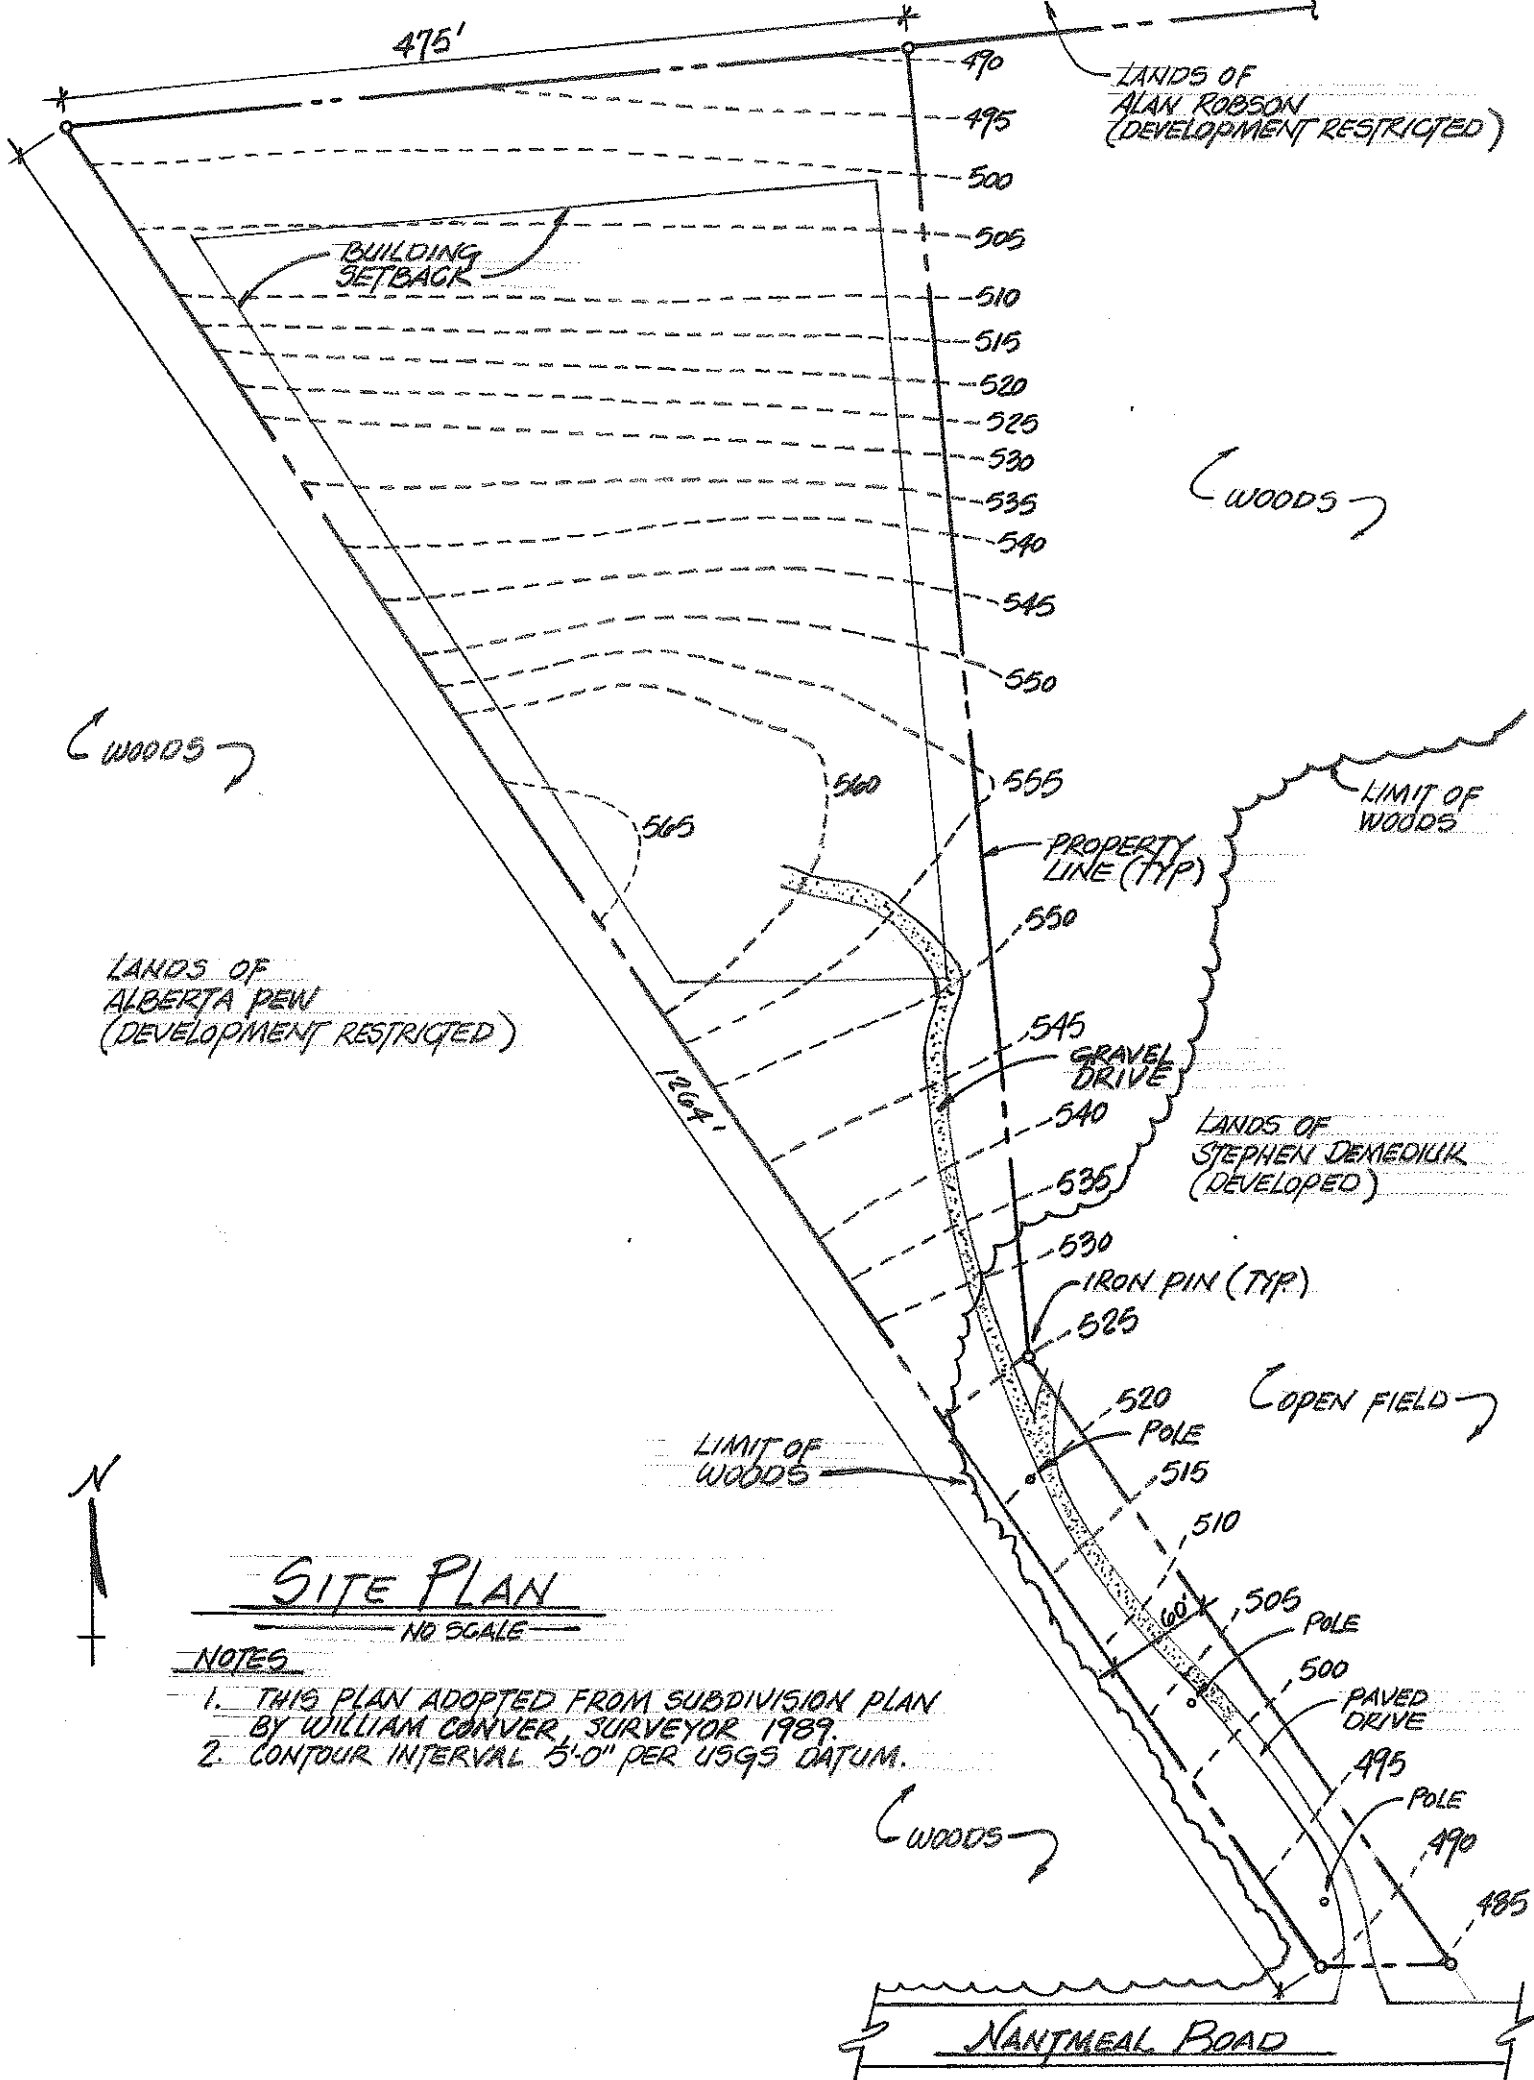 475'
490
LANDS OF
ALAN ROBSON
(DEVELOPMENT RESTRICTED)
495
500
505
BUILDING
SETBACK
510
515
520
525
530
535
WOODS
540
545
550
WOODS
555
560
LIMIT OF
WOODS
565
PROPERTY
LINE (TYP)
550
LANDS OF
ALBERTA PEW
(DEVELOPMENT RESTRICTED)
545
GRAVEL
DRIVE
1264'
540
LANDS OF
STEPHEN DEMEDIUK
(DEVELOPED)
535
530
IRON PIN (TYP.)
525
520
OPEN FIELD
POLE
LIMIT OF
WOODS
515
N
510
SITE PLAN
NO SCALE
60'
505
POLE
NOTES
500
1. THIS PLAN ADOPTED FROM SUBDIVISION PLAN
BY WILLIAM CONVER, SURVEYOR 1989.
2. CONTOUR INTERVAL 5'-0" PER USGS DATUM.
PAVED
DRIVE
495
POLE
WOODS
490
485
NANTMEAL ROAD